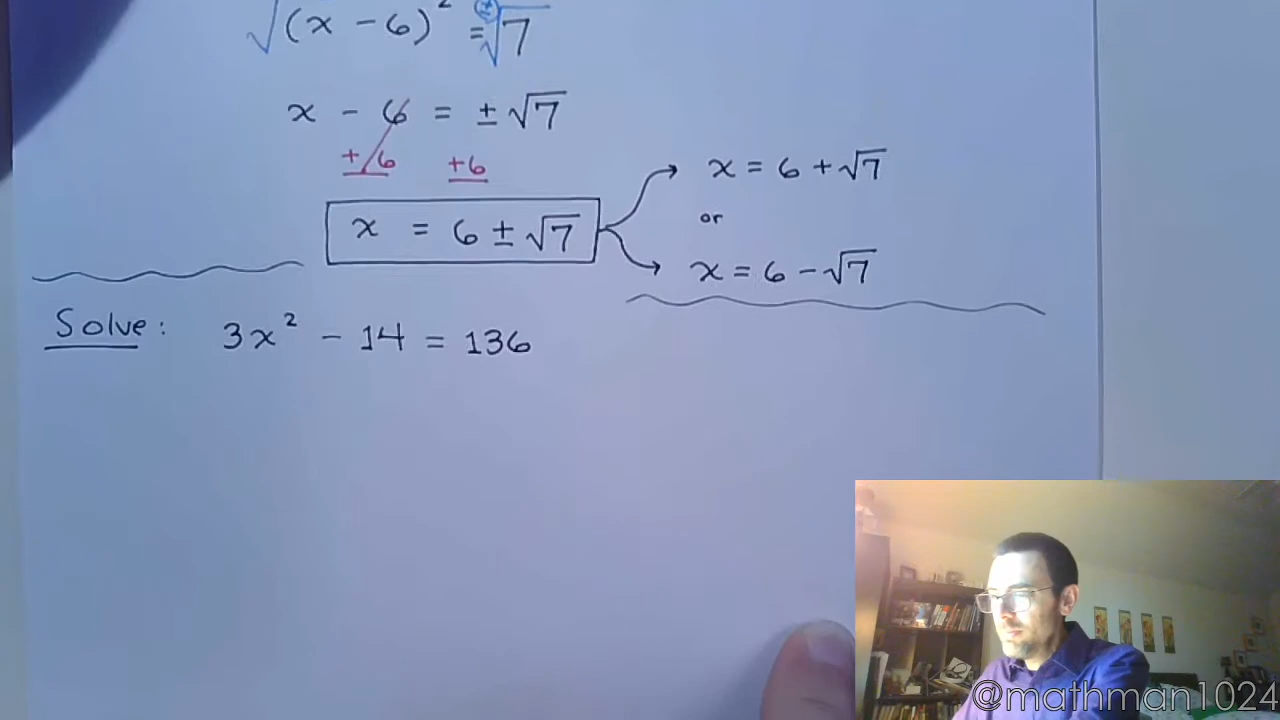 √(x - 6)² = ±√7
x - 6 = ± √7
+ 6 +6
x = 6 ± √7
x = 6 + √7
or
x = 6 - √7
Solve: 3x² - 14 = 136
@mathman1024